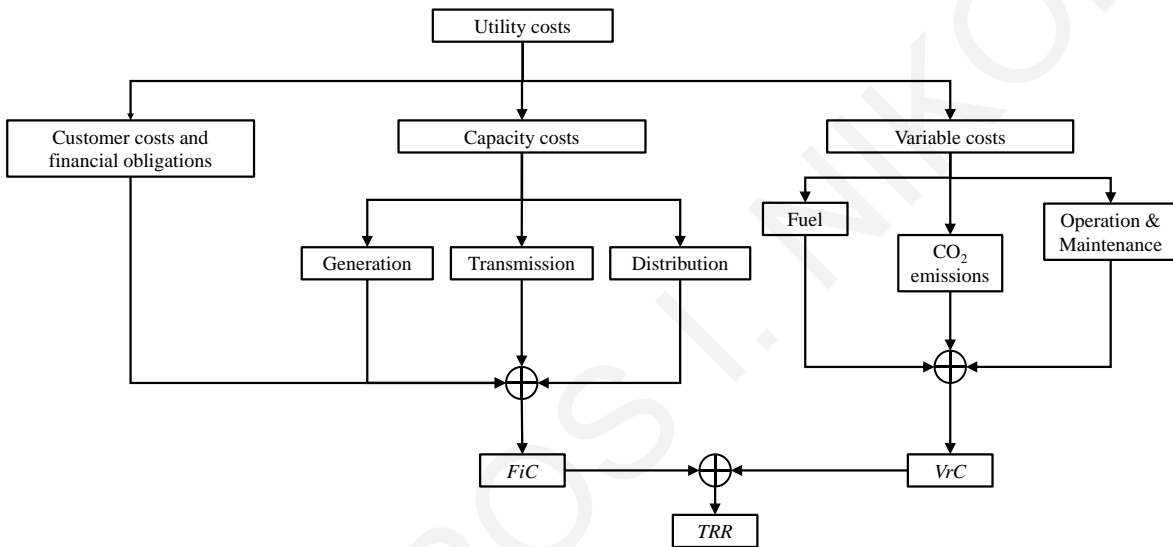 Utility costs
Customer costs and
financial obligations
Capacity costs
Variable costs
Fuel
Operation &
Maintenance
CO₂
emissions
Generation
Transmission
Distribution
FiC
VrC
TRR